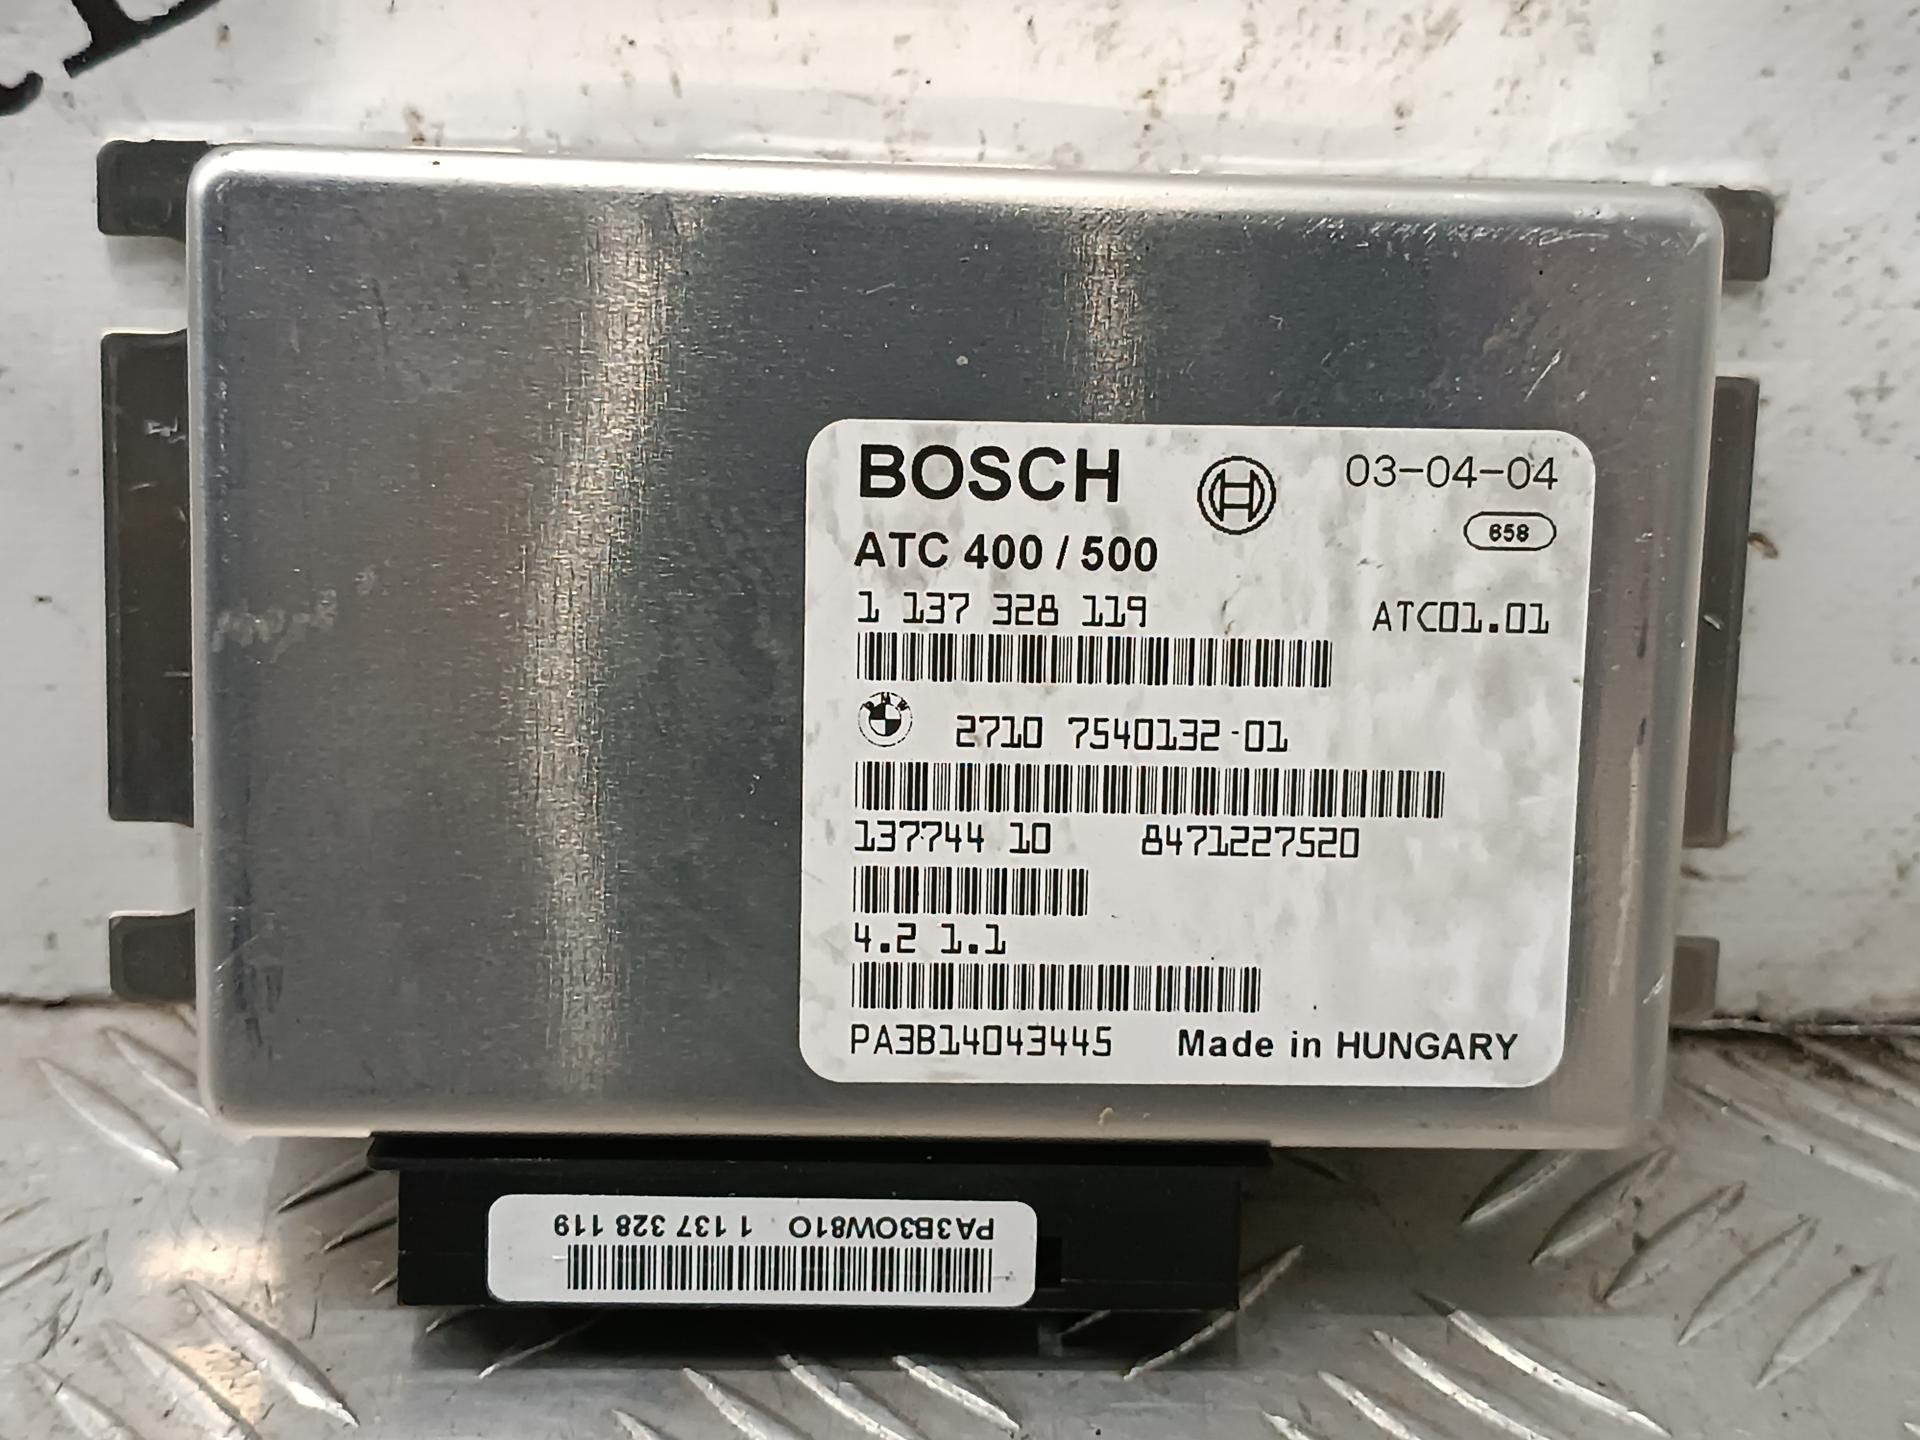 BOSCH
03-04-04
658
ATC 400 / 500
1 137 328 119
ATC01.01
BMW
2710 7540132-01
137744 10 8471227520
4.2 1.1
PA3B14043445 Made in HUNGARY
PA3B30W810 1 137 328 119